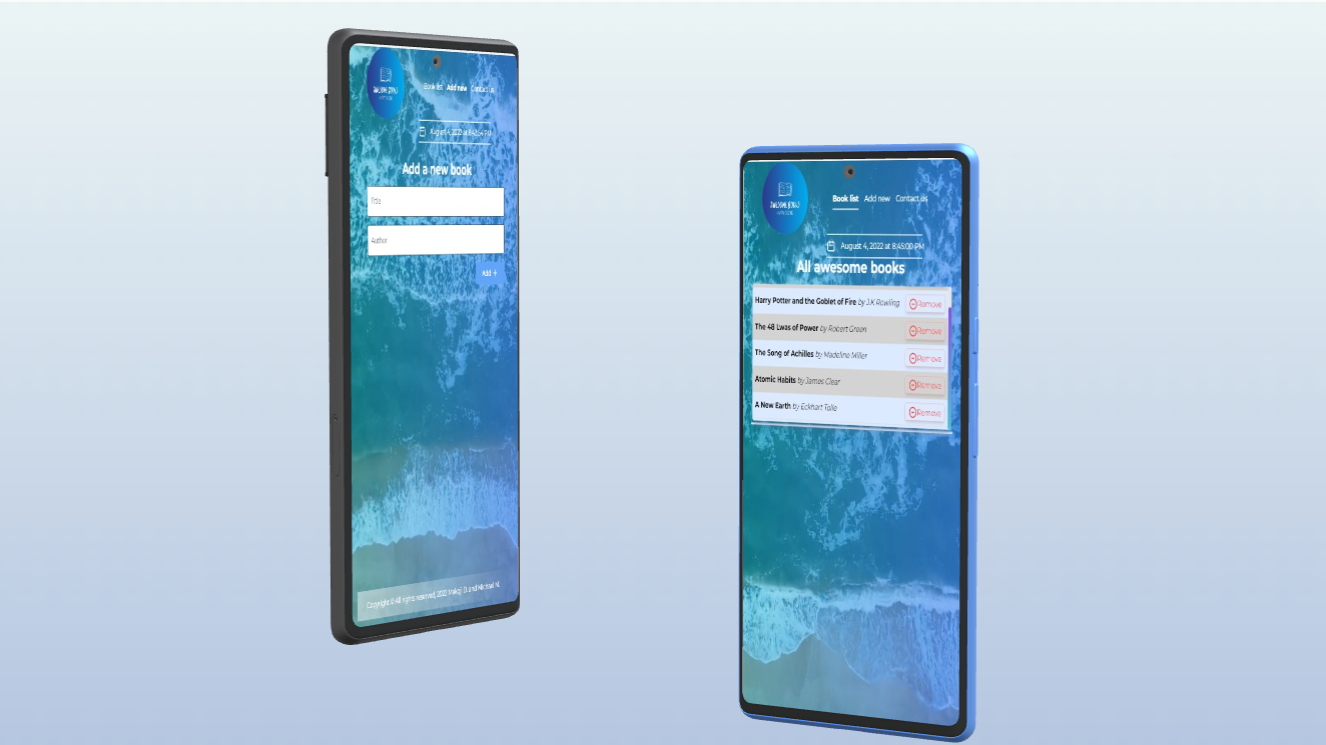 AWESOME BOOKS
Book list Add new Contact us
August 4, 2022 at 8:42:54 PM
Add a new book
Title
Author
Add +
Copyright © All rights reserved, 2022 and Michael M.
AWESOME BOOKS
Book list Add new Contact us
August 4, 2022 at 8:45:00 PM
All awesome books
Harry Potter and the Goblet of Fire by J.K Rowling Remove
The 48 Lwas of Power by Robert Green Remove
The Song of Achilles by Madeline Miller Remove
Atomic Habits by James Clear Remove
A New Earth by Eckhart Tolle Remove